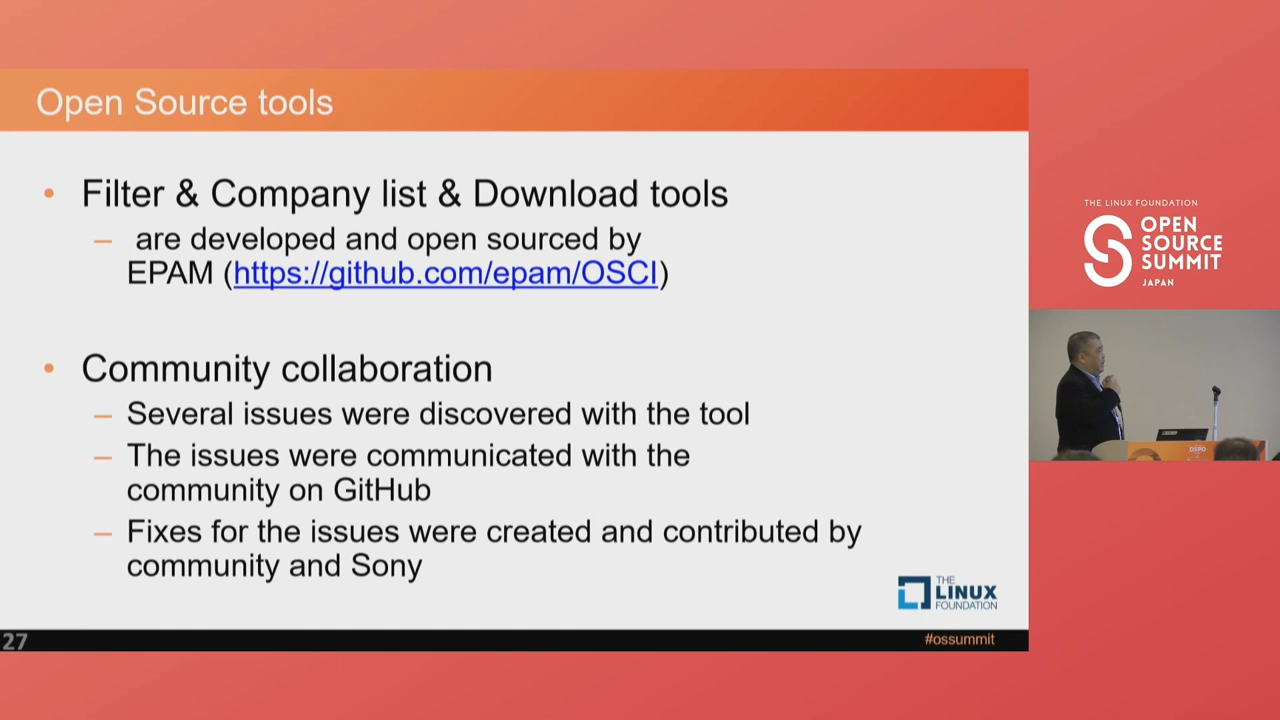 Open Source tools
• Filter & Company list & Download tools
– are developed and open sourced by
EPAM (https://github.com/epam/OSCI)
• Community collaboration
– Several issues were discovered with the tool
– The issues were communicated with the
community on GitHub
– Fixes for the issues were created and contributed by
community and Sony
THE
LINUX
FOUNDATION
27
#ossummit
THE LINUX FOUNDATION
OPEN
SOURCE
SUMMIT
JAPAN
OSPO